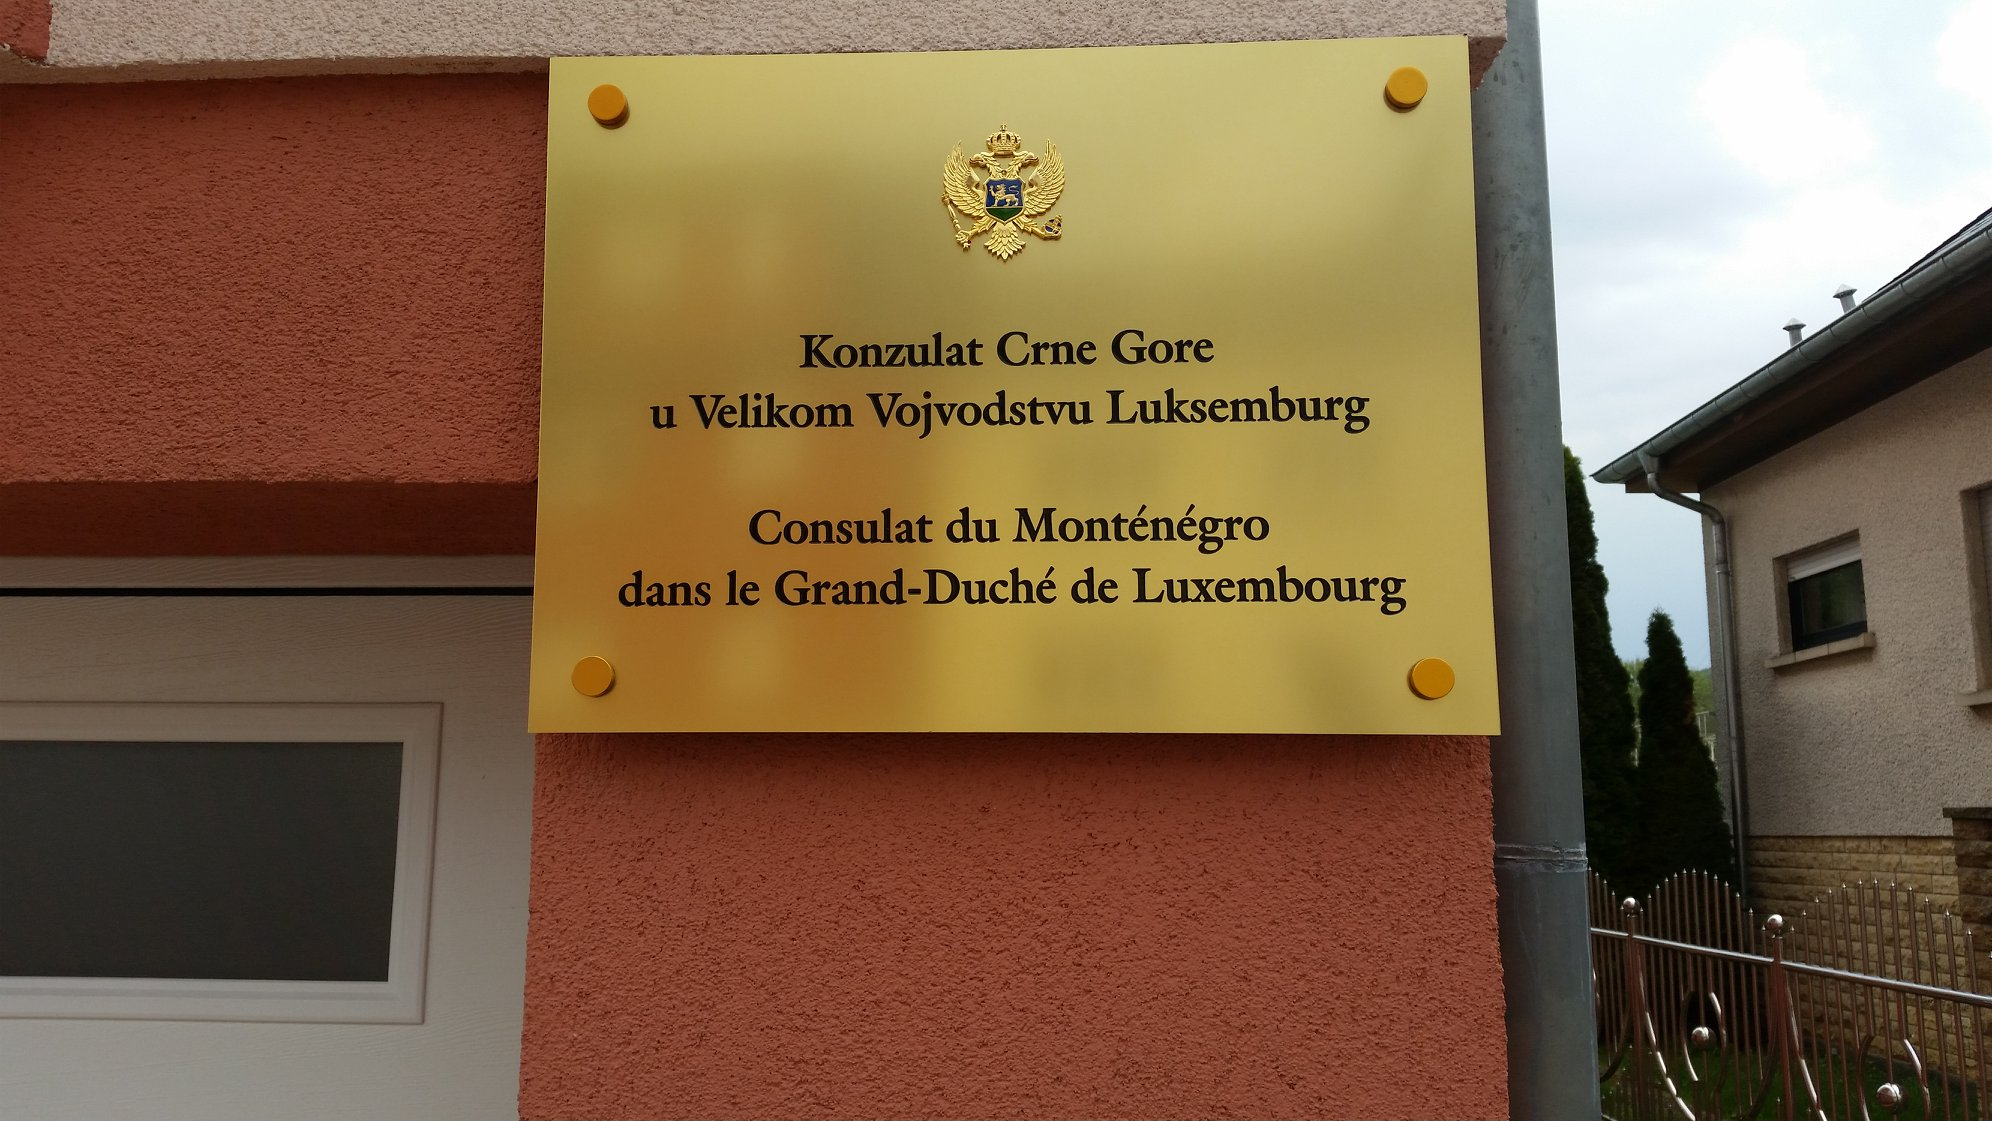 Konzulat Crne Gore
u Velikom Vojvodstvu Luksemburg
Consulat du Monténégro
dans le Grand-Duché de Luxembourg